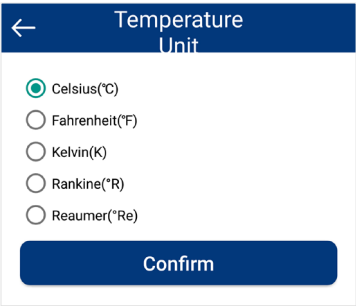 Temperature
Unit
Celsius(℃)
Fahrenheit(℉)
Kelvin(K)
Rankine(°R)
Reaumer(°Re)
Confirm